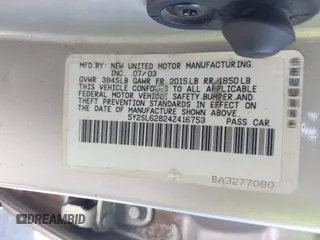 MFD. BY: NEW UNITED MOTOR MANUFACTURING
INC. 07/03
GVWR 3845LB GAWR FR 2015LB RR 1850LB
THIS VEHICLE CONFORMS TO ALL APPLICABLE
FEDERAL MOTOR VEHICLE SAFETY, BUMPER, AND
THEFT PREVENTION STANDARDS IN EFFECT ON
THE DATE OF MANUFACTURE SHOWN ABOVE.
5Y2SL62824Z416753 PASS CAR
BA3277080
DREAMBID